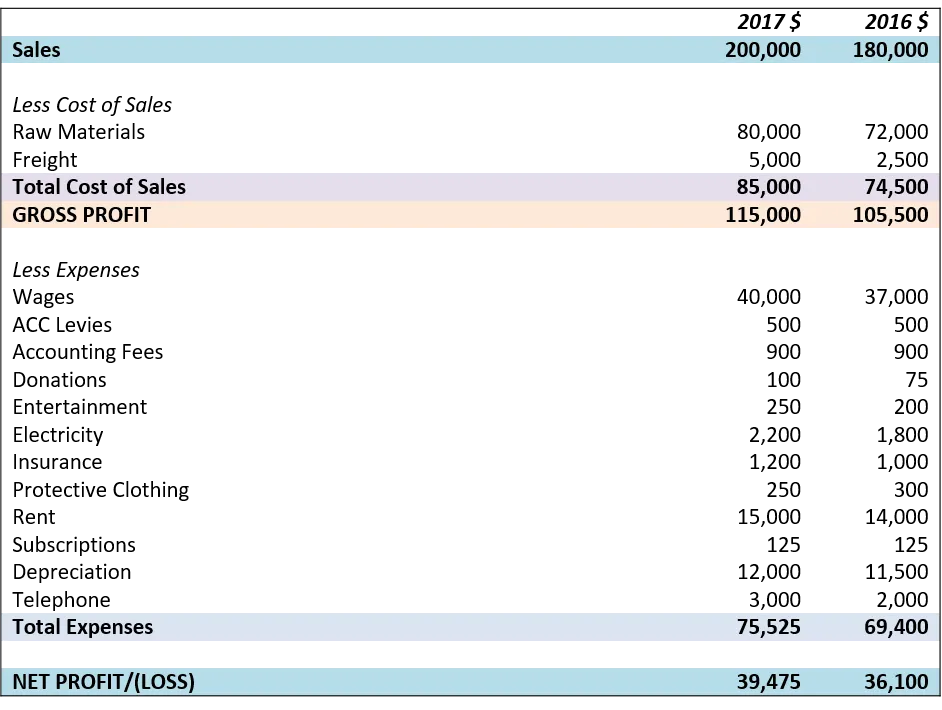 2017 $ 2016 $
Sales 200,000 180,000
Less Cost of Sales
Raw Materials 80,000 72,000
Freight 5,000 2,500
Total Cost of Sales 85,000 74,500
GROSS PROFIT 115,000 105,500
Less Expenses
Wages 40,000 37,000
ACC Levies 500 500
Accounting Fees 900 900
Donations 100 75
Entertainment 250 200
Electricity 2,200 1,800
Insurance 1,200 1,000
Protective Clothing 250 300
Rent 15,000 14,000
Subscriptions 125 125
Depreciation 12,000 11,500
Telephone 3,000 2,000
Total Expenses 75,525 69,400
NET PROFIT/(LOSS) 39,475 36,100